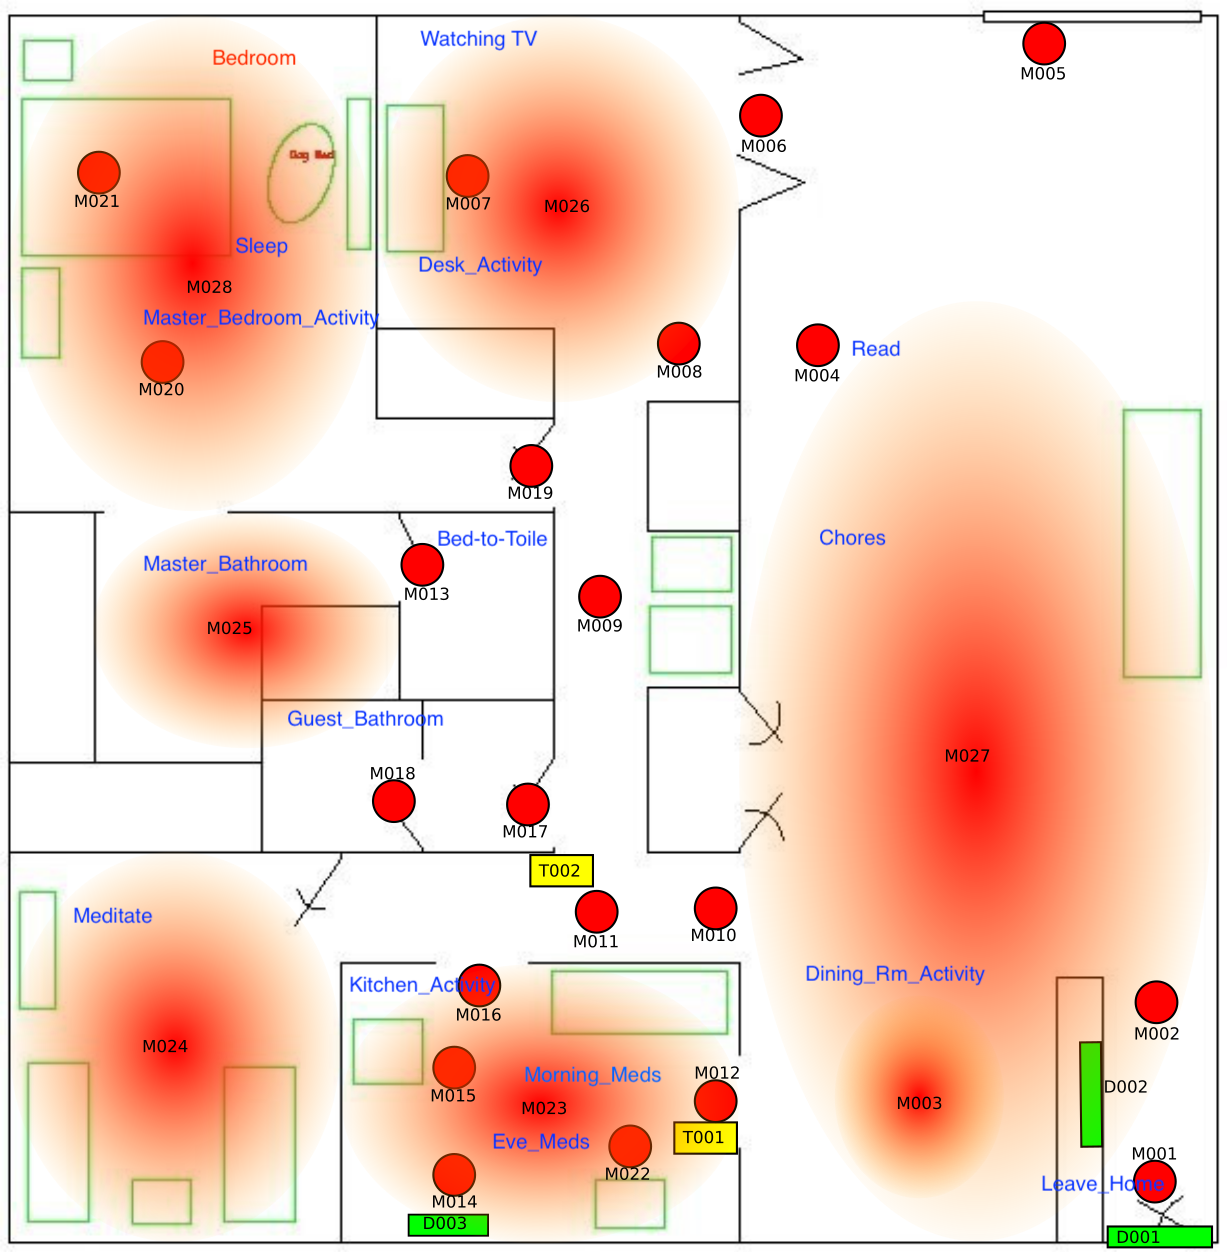 Watching TV
Bedroom
M005
M006
Dog Bed
M021
M007
M026
Sleep
Desk_Activity
M028
Master_Bedroom_Activity
M020
M008
M004
Read
M019
Bed-to-Toile
Chores
Master_Bathroom
M013
M009
M025
Guest_Bathroom
M027
M018
M017
T002
Meditate
M011
M010
Dining_Rm_Activity
Kitchen_Activity
M016
M002
M024
Morning_Meds
M012
M015
M023
M003
D002
Eve_Meds
T001
M022
M001
M014
Leave_Home
D003
D001